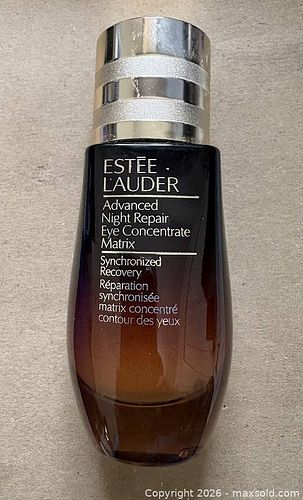 ESTĒE
LAUDER
Advanced
Night Repair
Eye Concentrate
Matrix
Synchronized
Recovery
Réparation
synchronisée
matrix concentré
contour des yeux
Copyright © 2026 - maxsold.com